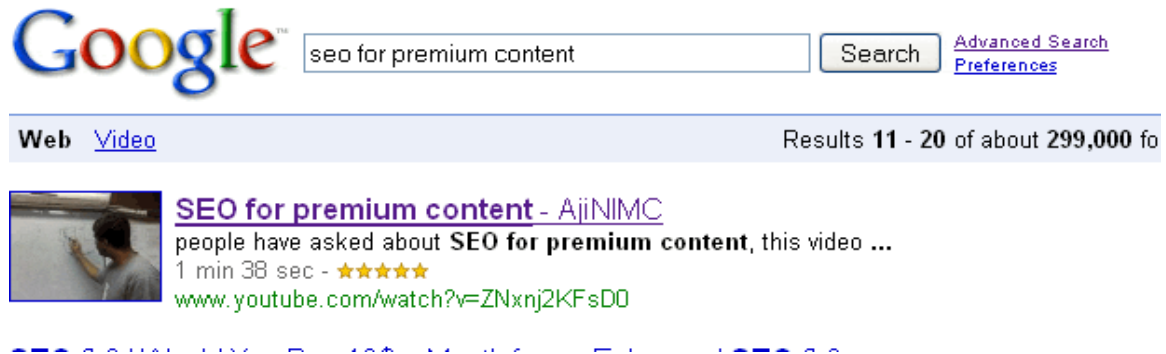 Google™
seo for premium content Search Advanced Search
Preferences
Web Video Results 11 - 20 of about 299,000 fo
SEO for premium content - AjiNIMC
people have asked about SEO for premium content, this video ...
1 min 38 sec -
www.youtube.com/watch?v=ZNxnj2KFsD0
SEO